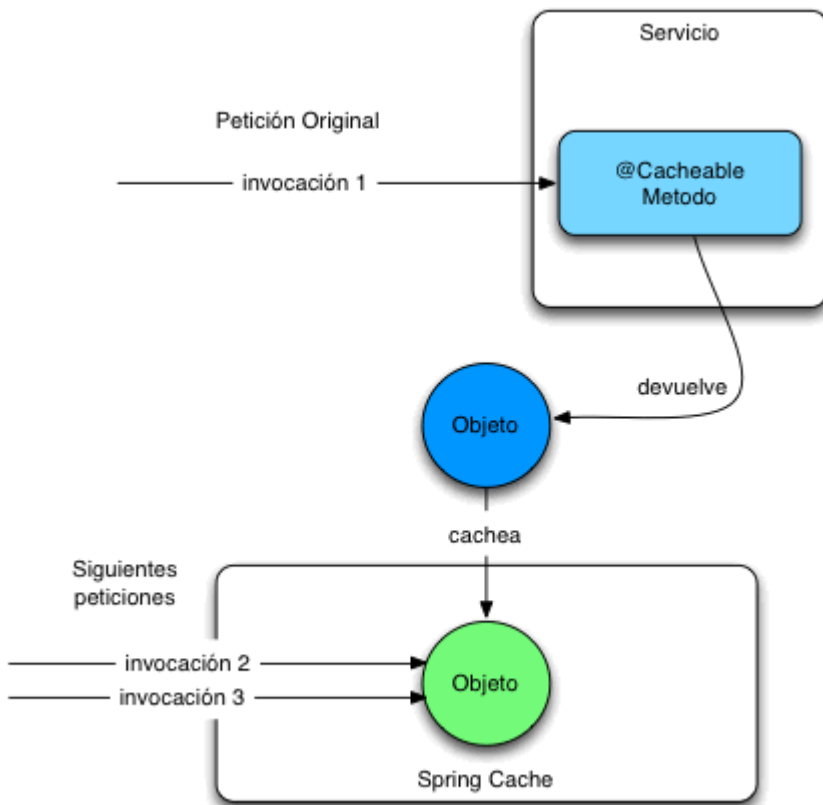 Servicio
Petición Original
invocación 1
@Cacheable
Metodo
devuelve
Objeto
cachea
Siguientes
peticiones
invocación 2
invocación 3
Objeto
Spring Cache